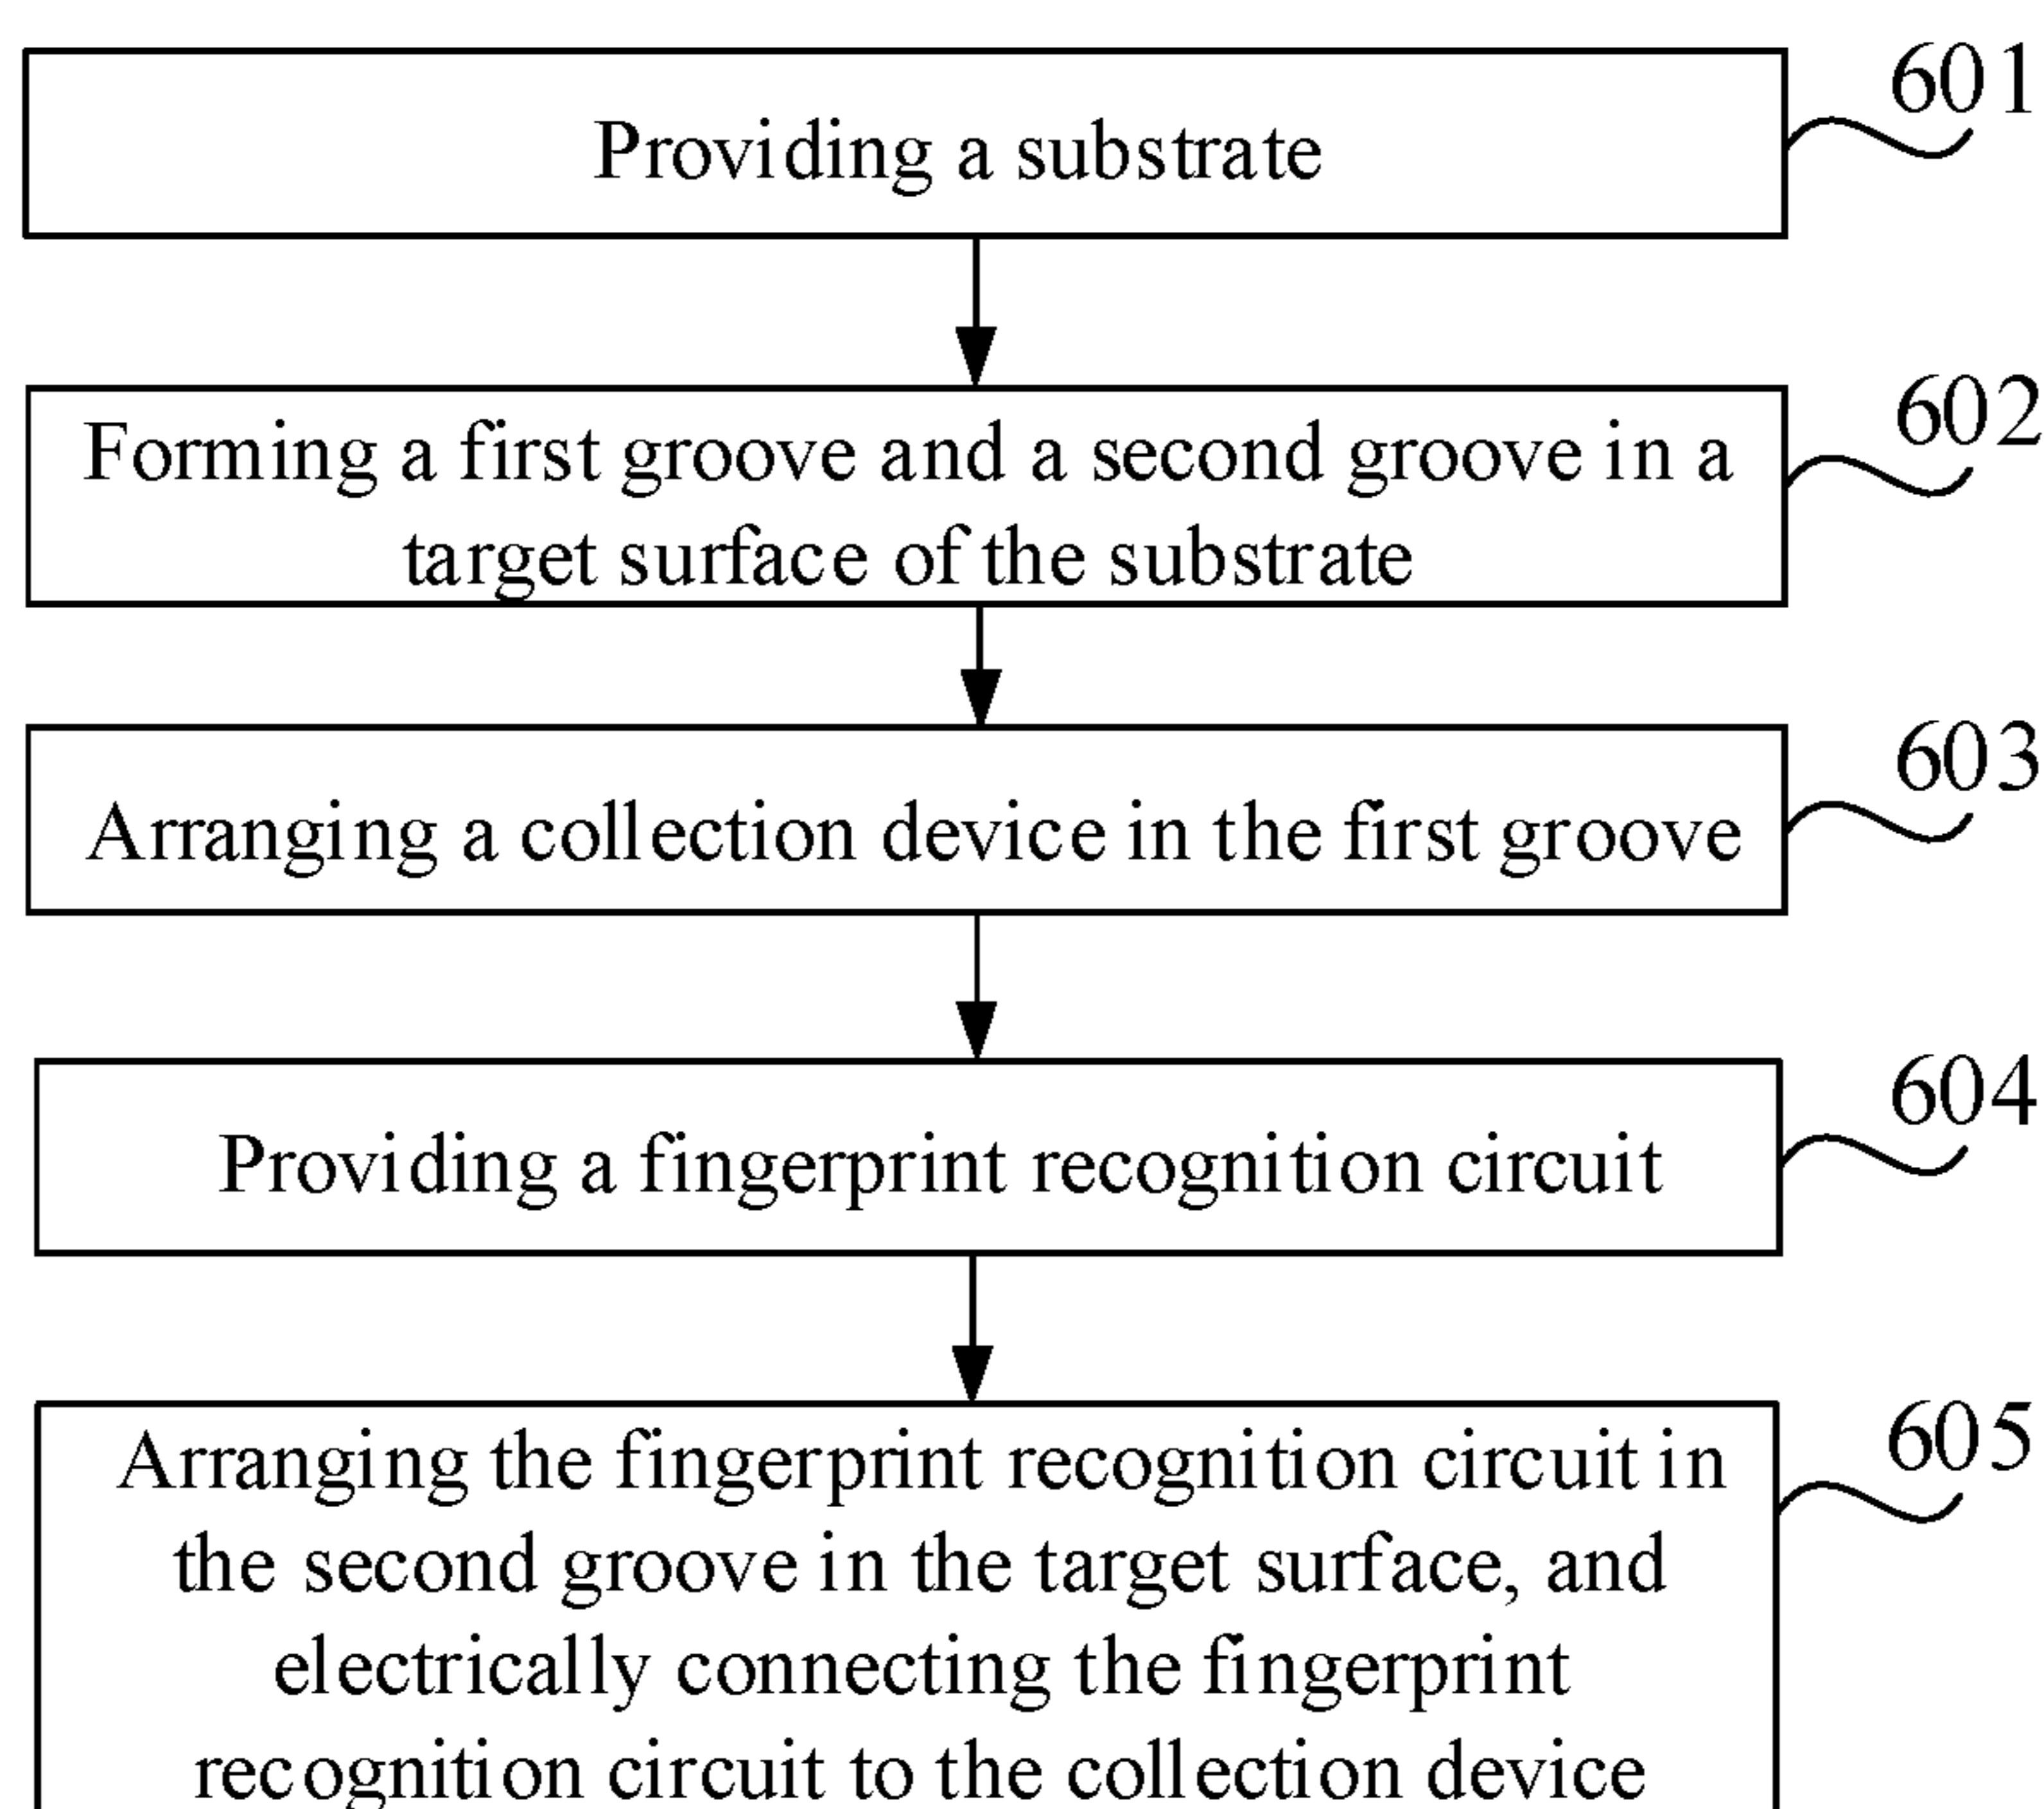 601
Providing a substrate
602
Forming a first groove and a second groove in a
target surface of the substrate
603
Arranging a collection device in the first groove
604
Providing a fingerprint recognition circuit
605
Arranging the fingerprint recognition circuit in
the second groove in the target surface, and
electrically connecting the fingerprint
recognition circuit to the collection device